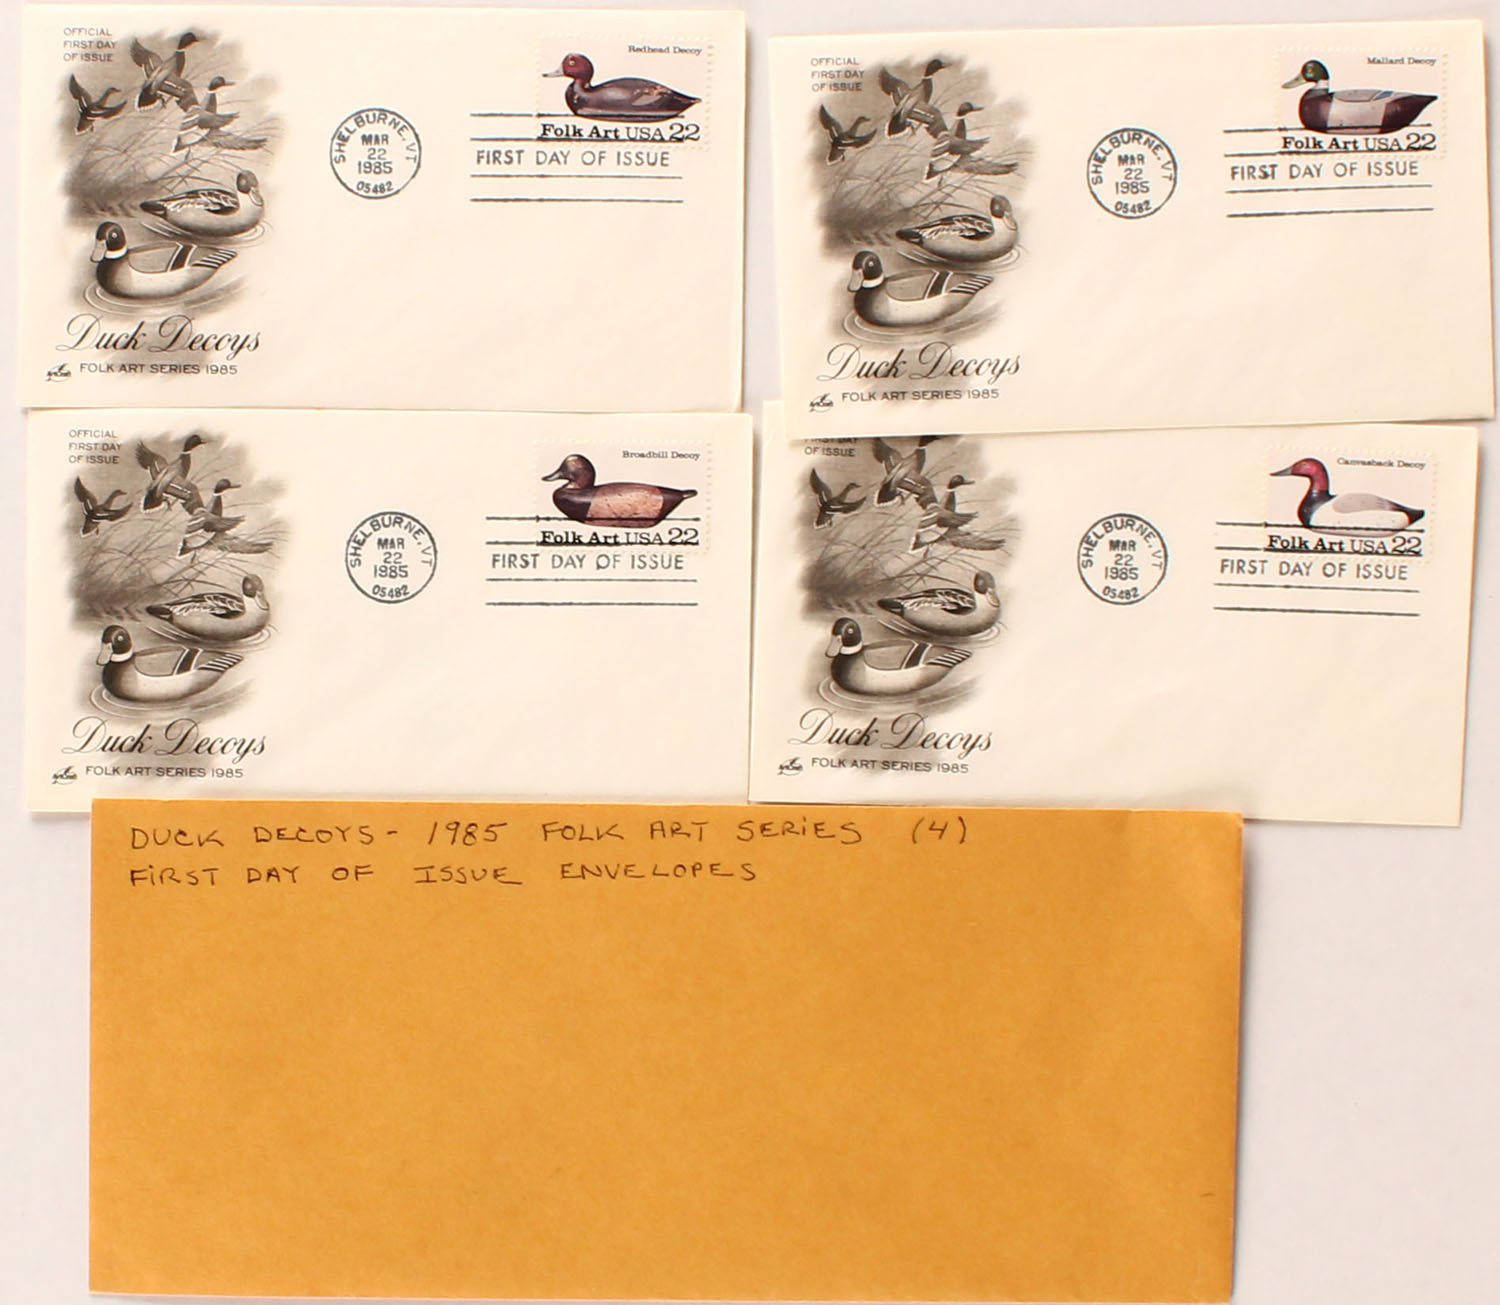 OFFICIAL
FIRST DAY
OF ISSUE
SHELBURNE, VT
MAR
22
1985
05482
Redhead Decoy
Folk Art USA 22
FIRST DAY OF ISSUE
Duck Decoys
FOLK ART SERIES 1985
OFFICIAL
FIRST DAY
OF ISSUE
SHELBURNE, VT
MAR
22
1985
05482
Mallard Decoy
Folk Art USA 22
FIRST DAY OF ISSUE
Duck Decoys
FOLK ART SERIES 1985
OFFICIAL
FIRST DAY
OF ISSUE
SHELBURNE, VT
MAR
22
1985
05482
Broadbill Decoy
Folk Art USA 22
FIRST DAY OF ISSUE
Duck Decoys
FOLK ART SERIES 1985
FIRST DAY
OF ISSUE
SHELBURNE, VT
MAR
22
1985
05482
Canvasback Decoy
Folk Art USA 22
FIRST DAY OF ISSUE
Duck Decoys
FOLK ART SERIES 1985
DUCK DECOYS - 1985 FOLK ART SERIES (4)
FIRST DAY OF ISSUE ENVELOPES